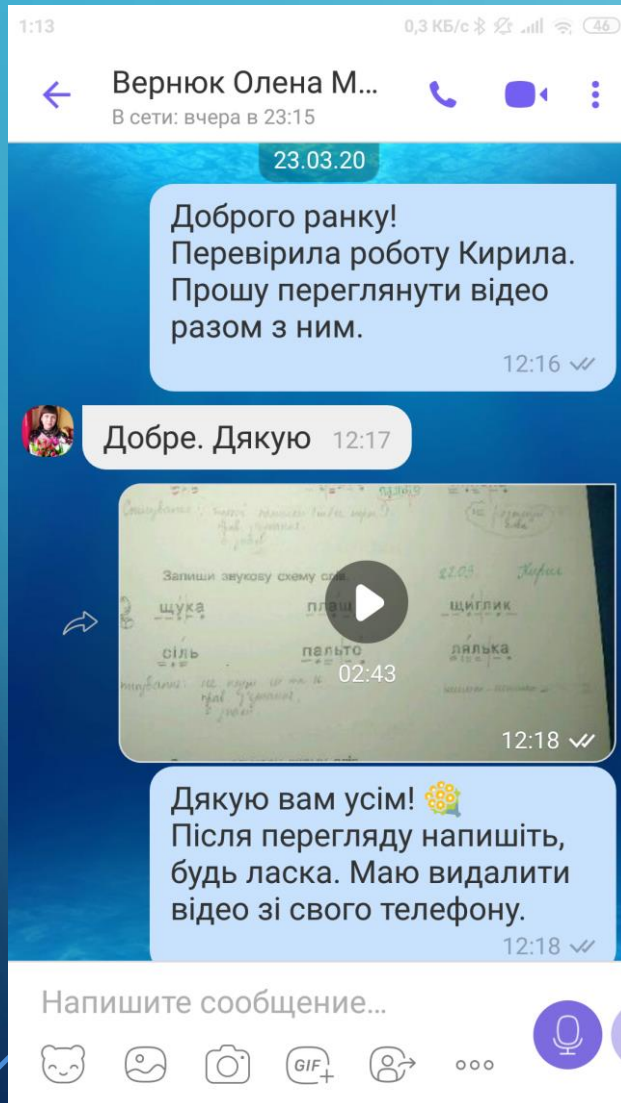 1:13 0,3 КБ/с 46
Вернюк Олена М...
В сети: вчера в 23:15
23.03.20
Доброго ранку!
Перевірила роботу Кирила.
Прошу переглянути відео
разом з ним.
12:16
Добре. Дякую 12:17
Запиши звукову схему слів.
щука плащ щиглик
сіль пальто лялька
02:43
12:18
Дякую вам усім!
Після перегляду напишіть,
будь ласка. Маю видалити
відео зі свого телефону.
12:18
Напишите сообщение...
GIF